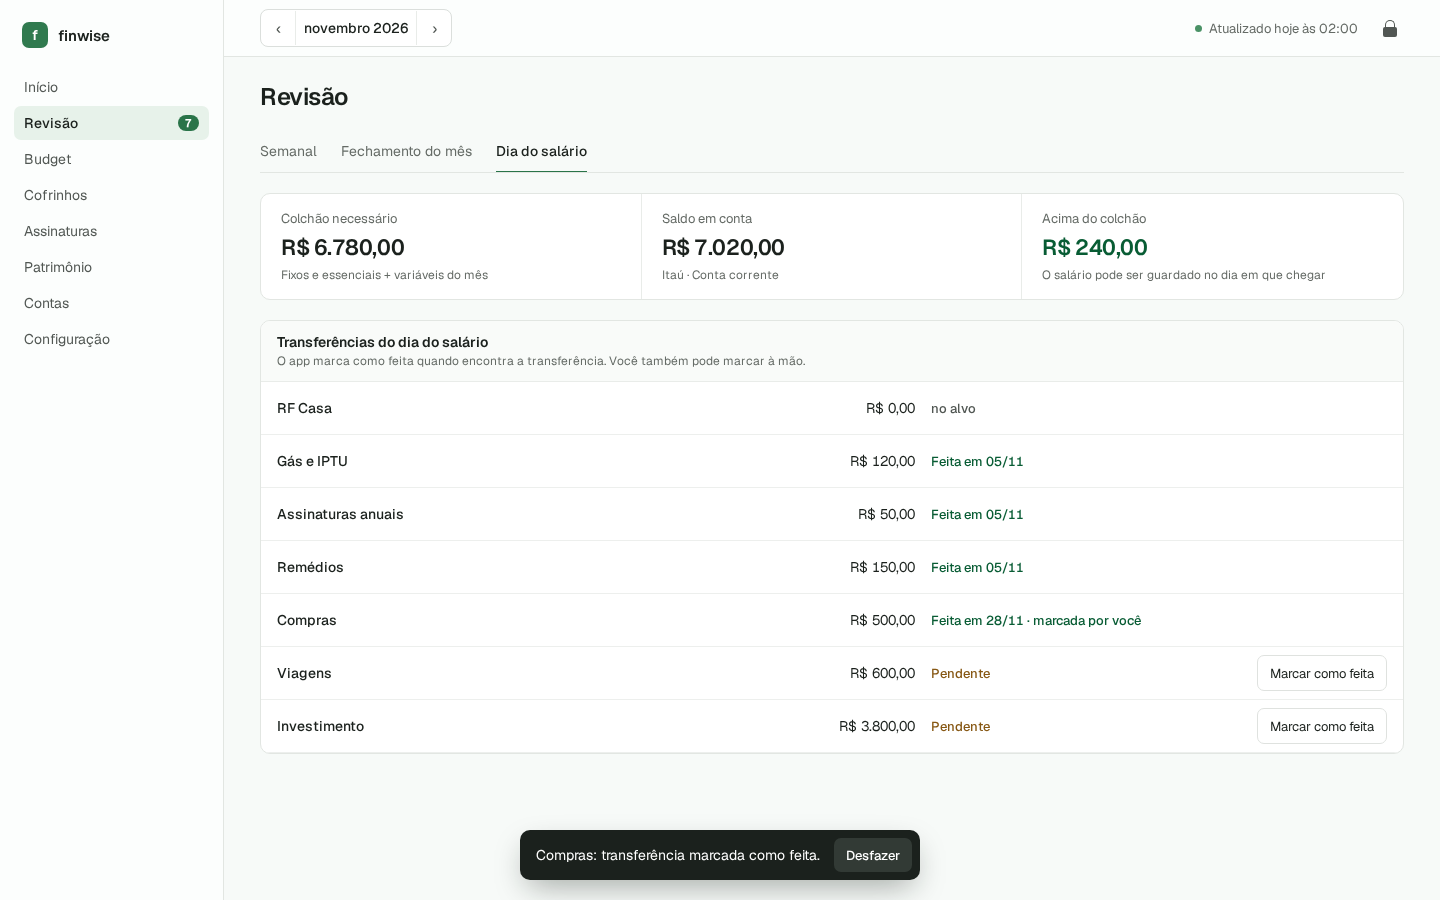 f finwise
Início
Revisão 7
Budget
Cofrinhos
Assinaturas
Patrimônio
Contas
Configuração
‹ novembro 2026 ›
Atualizado hoje às 02:00
Revisão
Semanal Fechamento do mês Dia do salário
Colchão necessário
R$ 6.780,00
Fixos e essenciais + variáveis do mês
Saldo em conta
R$ 7.020,00
Itaú · Conta corrente
Acima do colchão
R$ 240,00
O salário pode ser guardado no dia em que chegar
Transferências do dia do salário
O app marca como feita quando encontra a transferência. Você também pode marcar à mão.
RF Casa R$ 0,00 no alvo
Gás e IPTU R$ 120,00 Feita em 05/11
Assinaturas anuais R$ 50,00 Feita em 05/11
Remédios R$ 150,00 Feita em 05/11
Compras R$ 500,00 Feita em 28/11 · marcada por você
Viagens R$ 600,00 Pendente Marcar como feita
Investimento R$ 3.800,00 Pendente Marcar como feita
Compras: transferência marcada como feita. Desfazer